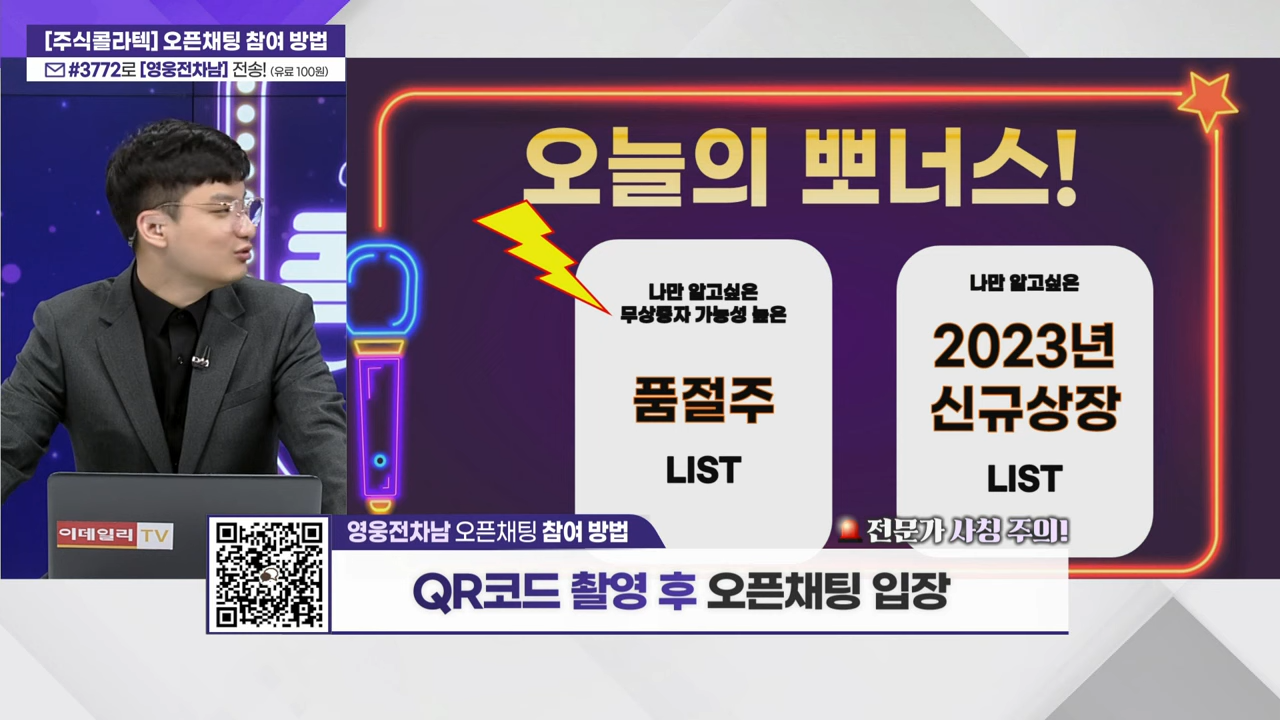 [주식콜라텍] 오픈채팅 참여 방법
#3772로 [영웅전차남] 전송! (유료 100원)
오늘의 뽀너스!
나만 알고싶은
무상증자 가능성 높은
품절주
LIST
나만 알고싶은
2023년
신규상장
LIST
이데일리 TV
영웅전차남 오픈채팅 참여 방법
전문가 사칭 주의!
QR코드 촬영 후 오픈채팅 입장